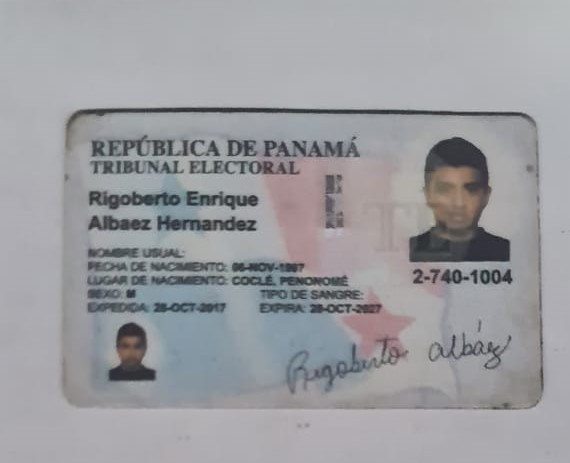 REPÚBLICA DE PANAMÁ
TRIBUNAL ELECTORAL
Rigoberto Enrique
Albaez Hernandez
NOMBRE USUAL:
FECHA DE NACIMIENTO: 06-NOV-1997
LUGAR DE NACIMIENTO: COCLÉ, PENONOMÉ
SEXO: M TIPO DE SANGRE:
EXPEDIDA: 28-OCT-2017 EXPIRA: 28-OCT-2027
TE
2-740-1004
Rigoberto albáez